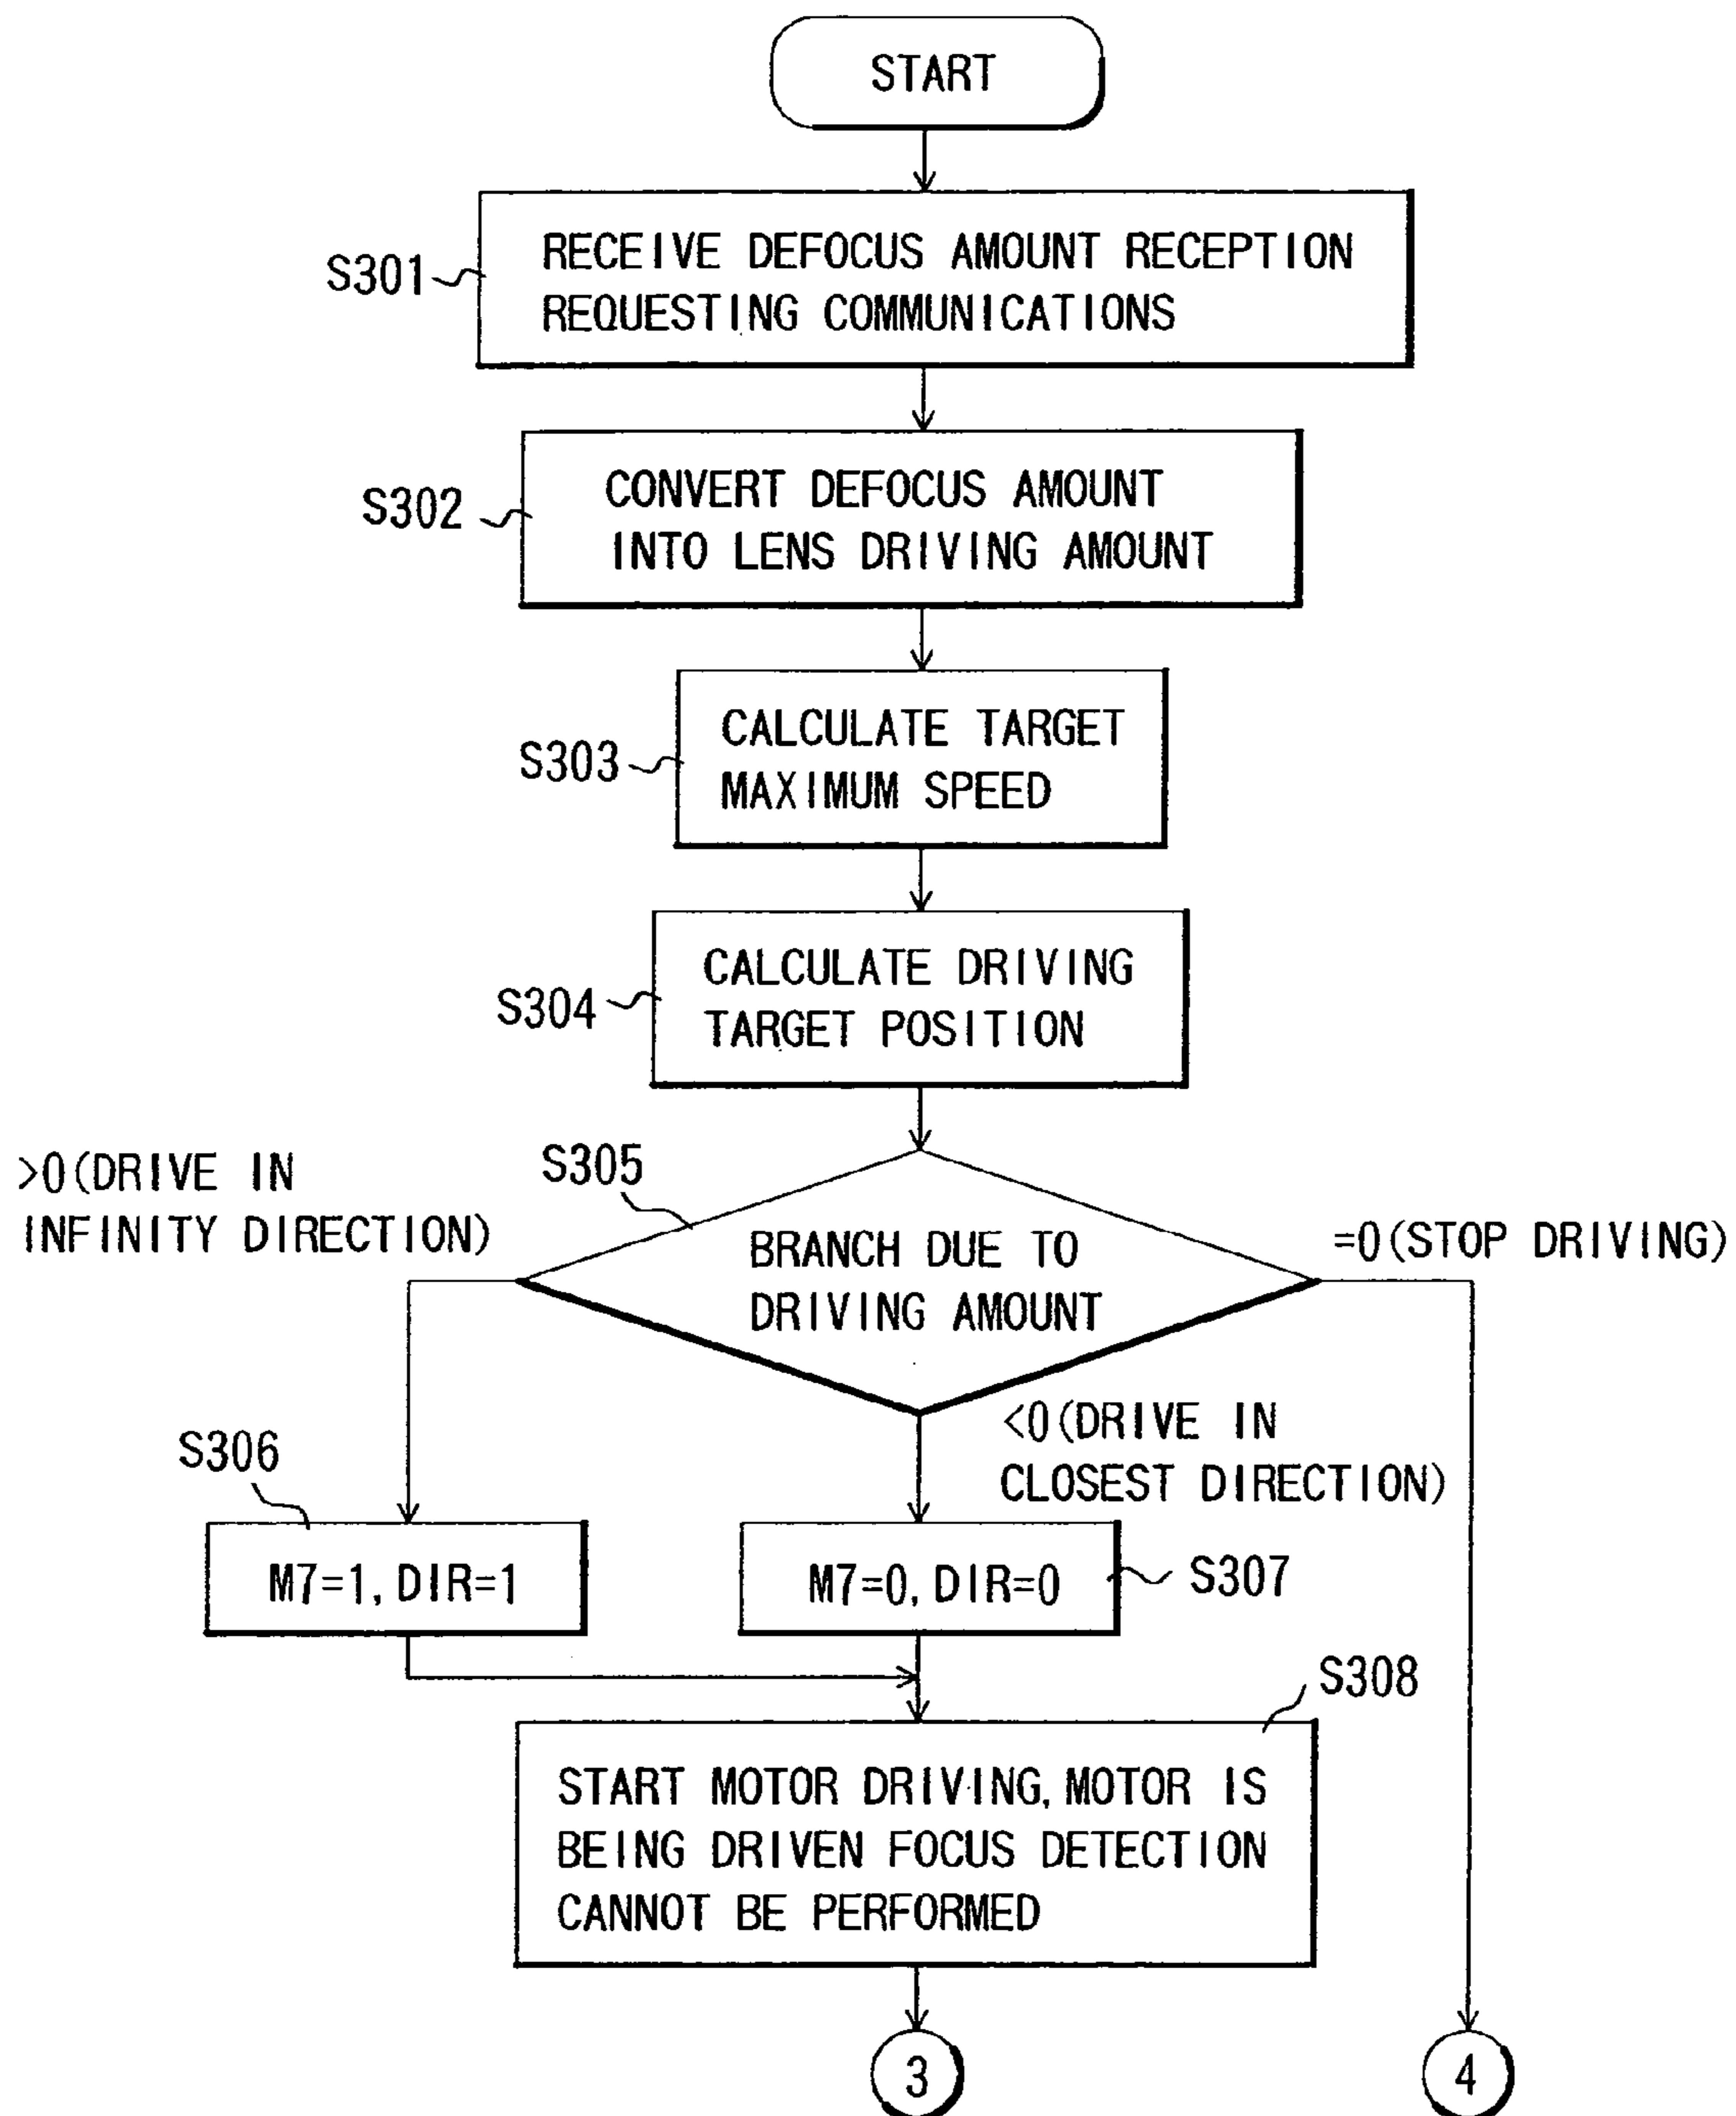 START
S301
RECEIVE DEFOCUS AMOUNT RECEPTION
REQUESTING COMMUNICATIONS
S302
CONVERT DEFOCUS AMOUNT
INTO LENS DRIVING AMOUNT
S303
CALCULATE TARGET
MAXIMUM SPEED
S304
CALCULATE DRIVING
TARGET POSITION
>0(DRIVE IN
INFINITY DIRECTION)
S305
BRANCH DUE TO
DRIVING AMOUNT
=0(STOP DRIVING)
<0(DRIVE IN
CLOSEST DIRECTION)
S306
M7=1, DIR=1
M7=0, DIR=0
S307
S308
START MOTOR DRIVING, MOTOR IS
BEING DRIVEN FOCUS DETECTION
CANNOT BE PERFORMED
3
4